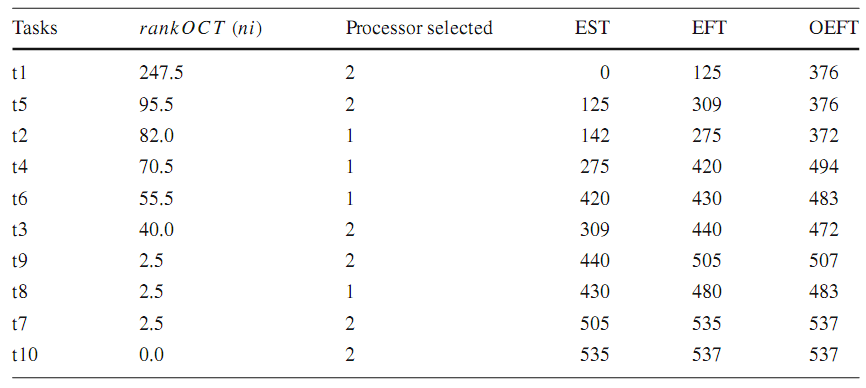 Tasks rankOCT (ni) Processor selected EST EFT OEFT
t1 247.5 2 0 125 376
t5 95.5 2 125 309 376
t2 82.0 1 142 275 372
t4 70.5 1 275 420 494
t6 55.5 1 420 430 483
t3 40.0 2 309 440 472
t9 2.5 2 440 505 507
t8 2.5 1 430 480 483
t7 2.5 2 505 535 537
t10 0.0 2 535 537 537